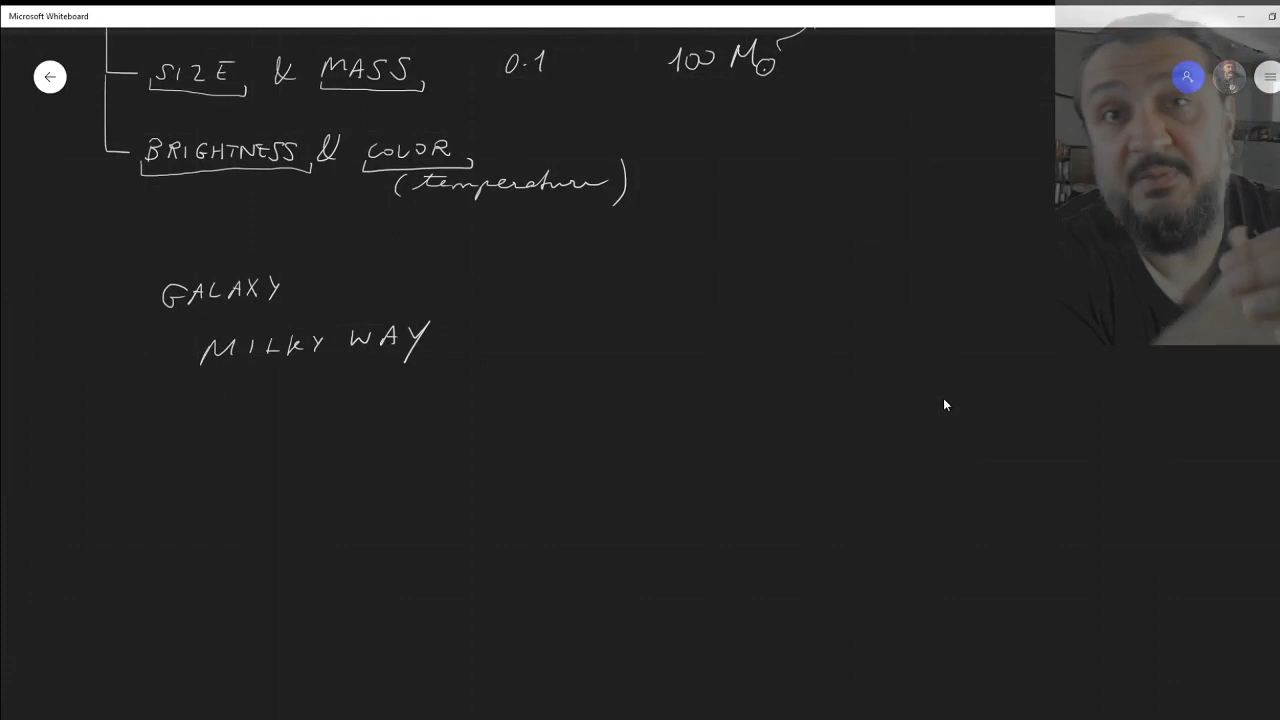 Microsoft Whiteboard
SIZE & MASS 0.1 100 M☉
BRIGHTNESS & COLOR
(temperature)
GALAXY
MILKY WAY